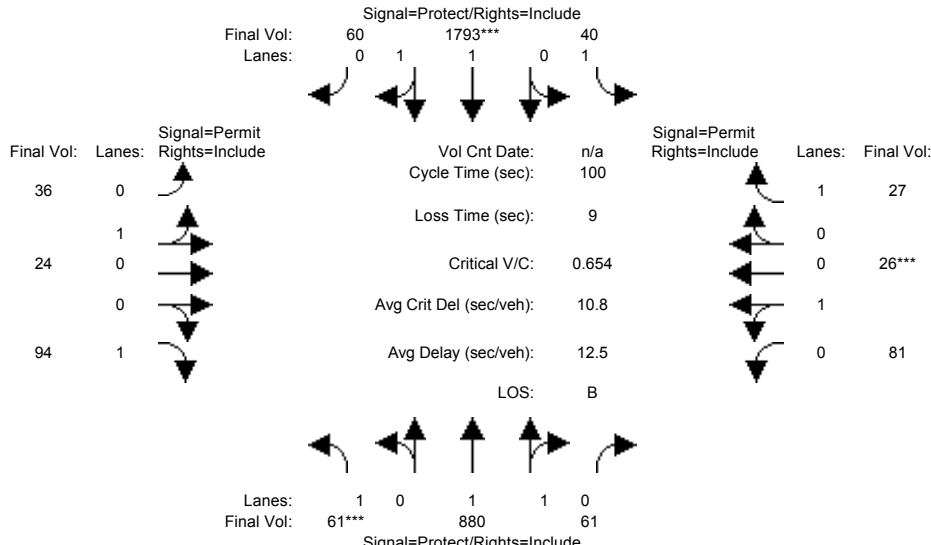 Signal=Protect/Rights=Include
Final Vol: 60 1793*** 40
Lanes: 0 1 1 0 1
Signal=Permit Signal=Permit
Final Vol: Lanes: Rights=Include Vol Cnt Date: n/a Rights=Include Lanes: Final Vol:
Cycle Time (sec): 100
36 0 1 27
Loss Time (sec): 9
1 0
24 0 Critical V/C: 0.654 0 26***
0 Avg Crit Del (sec/veh): 10.8 1
94 1 Avg Delay (sec/veh): 12.5 0 81
LOS: B
Lanes: 1 0 1 1 0
Final Vol: 61*** 880 61
Signal=Protect/Rights=Include